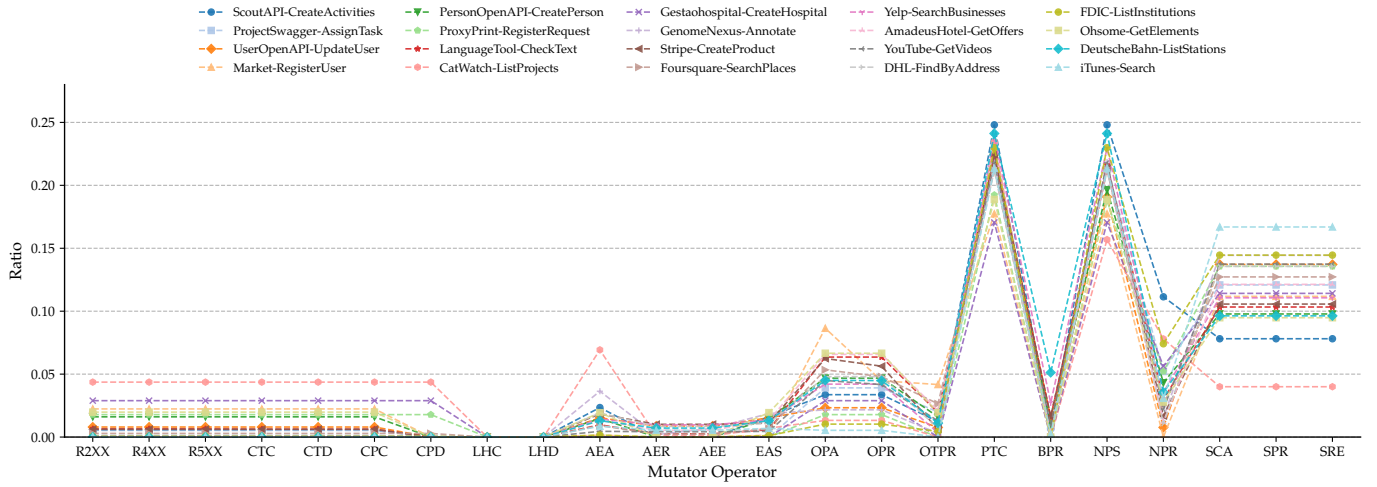 ScoutAPI-CreateActivities PersonOpenAPI-CreatePerson Gestaohospital-CreateHospital Yelp-SearchBusinesses FDIC-ListInstitutions
ProjectSwagger-AssignTask ProxyPrint-RegisterRequest GenomeNexus-Annotate AmadeusHotel-GetOffers Ohsome-GetElements
UserOpenAPI-UpdateUser LanguageTool-CheckText Stripe-CreateProduct YouTube-GetVideos DeutscheBahn-ListStations
Market-RegisterUser CatWatch-ListProjects Foursquare-SearchPlaces DHL-FindByAddress iTunes-Search
0.25
0.20
0.15
0.10
0.05
0.00
Ratio
R2XX R4XX R5XX CTC CTD CPC CPD LHC LHD AEA AER AEE EAS OPA OPR OTPR PTC BPR NPS NPR SCA SPR SRE
Mutator Operator